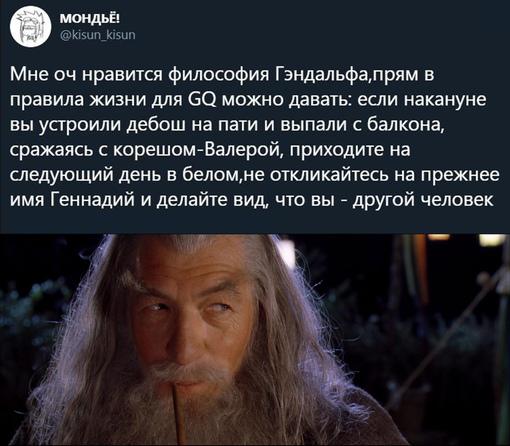 МОНДЬЁ!
@kisun_kisun
Мне оч нравится философия Гэндальфа,прям в
правила жизни для GQ можно давать: если накануне
вы устроили дебош на пати и выпали с балкона,
сражаясь с корешом-Валерой, приходите на
следующий день в белом,не откликайтесь на прежнее
имя Геннадий и делайте вид, что вы - другой человек